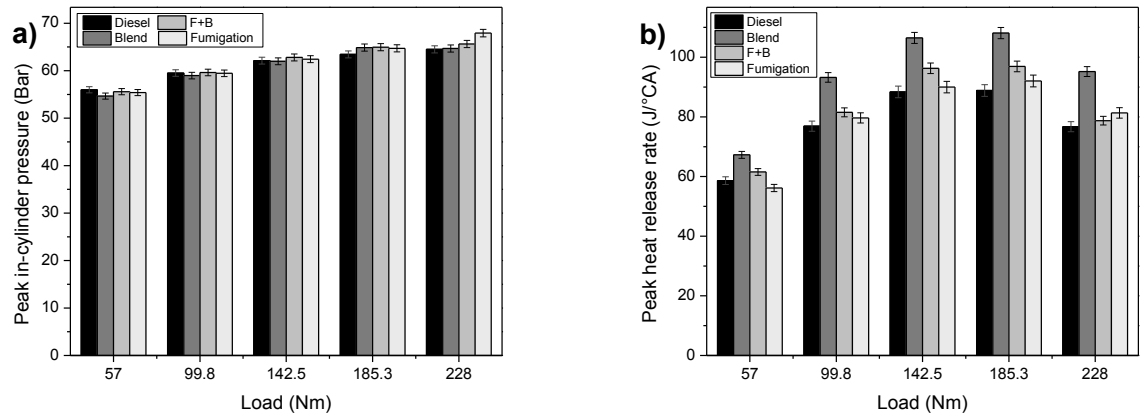 a)
Diesel
Blend
F+B
Fumigation
Peak in-cylinder pressure (Bar)
70
60
50
40
30
20
10
0
57
99.8
142.5
185.3
228
Load (Nm)
b)
Diesel
Blend
F+B
Fumigation
Peak heat release rate (J/°CA)
100
80
60
40
20
0
57
99.8
142.5
185.3
228
Load (Nm)